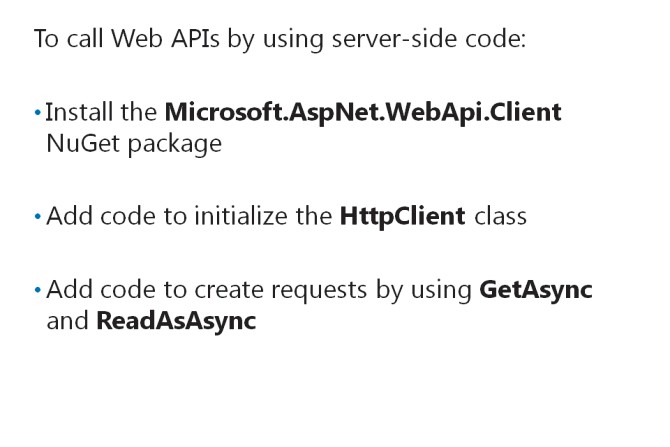 To call Web APIs by using server-side code:
•Install the Microsoft.AspNet.WebApi.Client
NuGet package
•Add code to initialize the HttpClient class
•Add code to create requests by using GetAsync
and ReadAsAsync